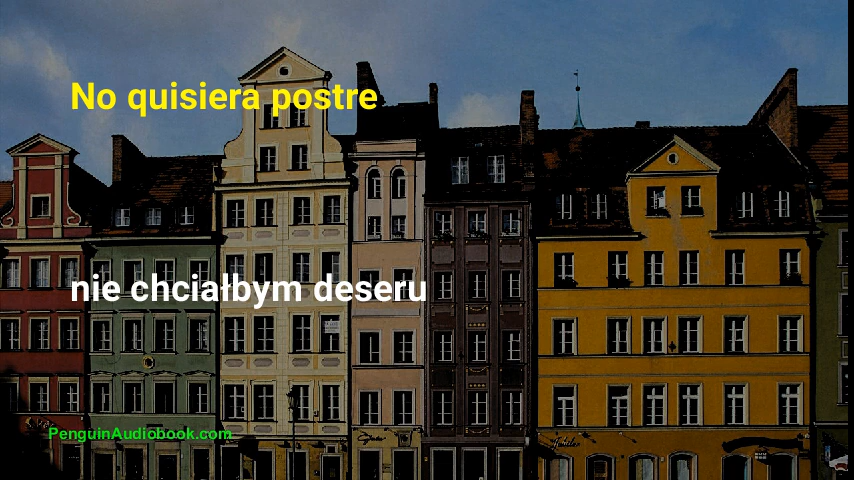 No quisiera postre
nie chciałbym deseru
PenguinAudiobook.com